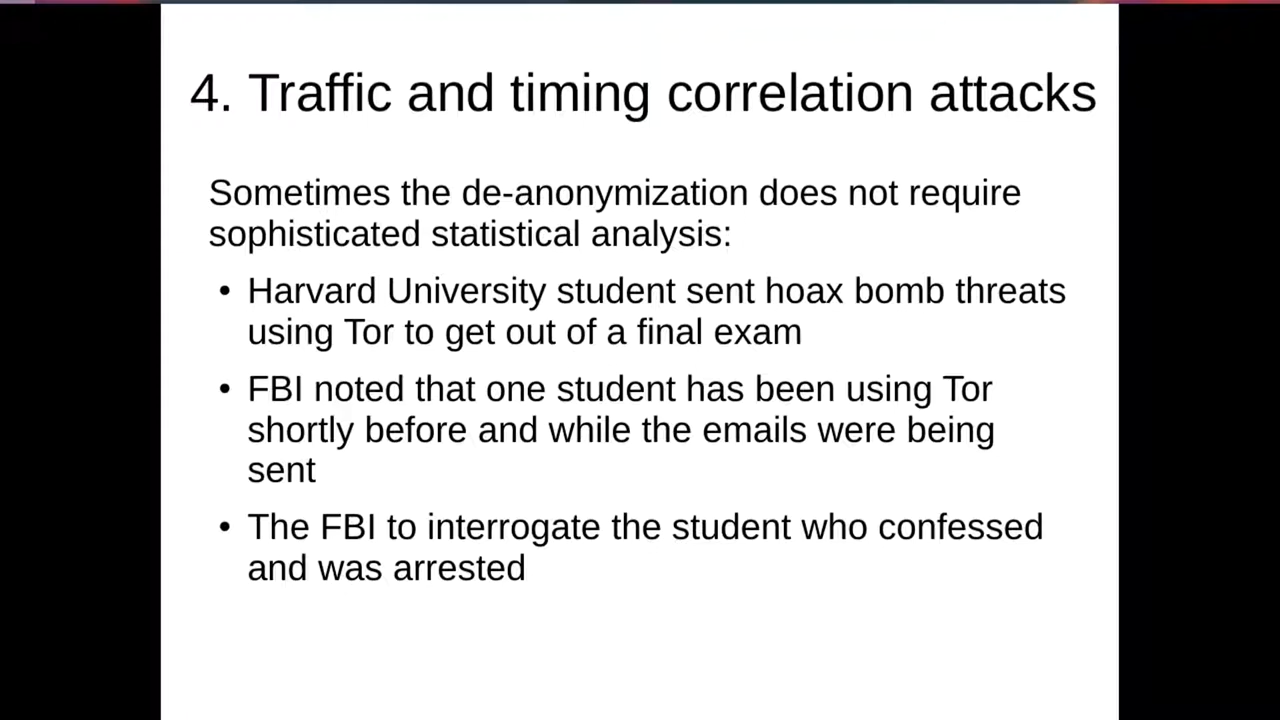 4. Traffic and timing correlation attacks
Sometimes the de-anonymization does not require
sophisticated statistical analysis:
• Harvard University student sent hoax bomb threats
using Tor to get out of a final exam
• FBI noted that one student has been using Tor
shortly before and while the emails were being
sent
• The FBI to interrogate the student who confessed
and was arrested